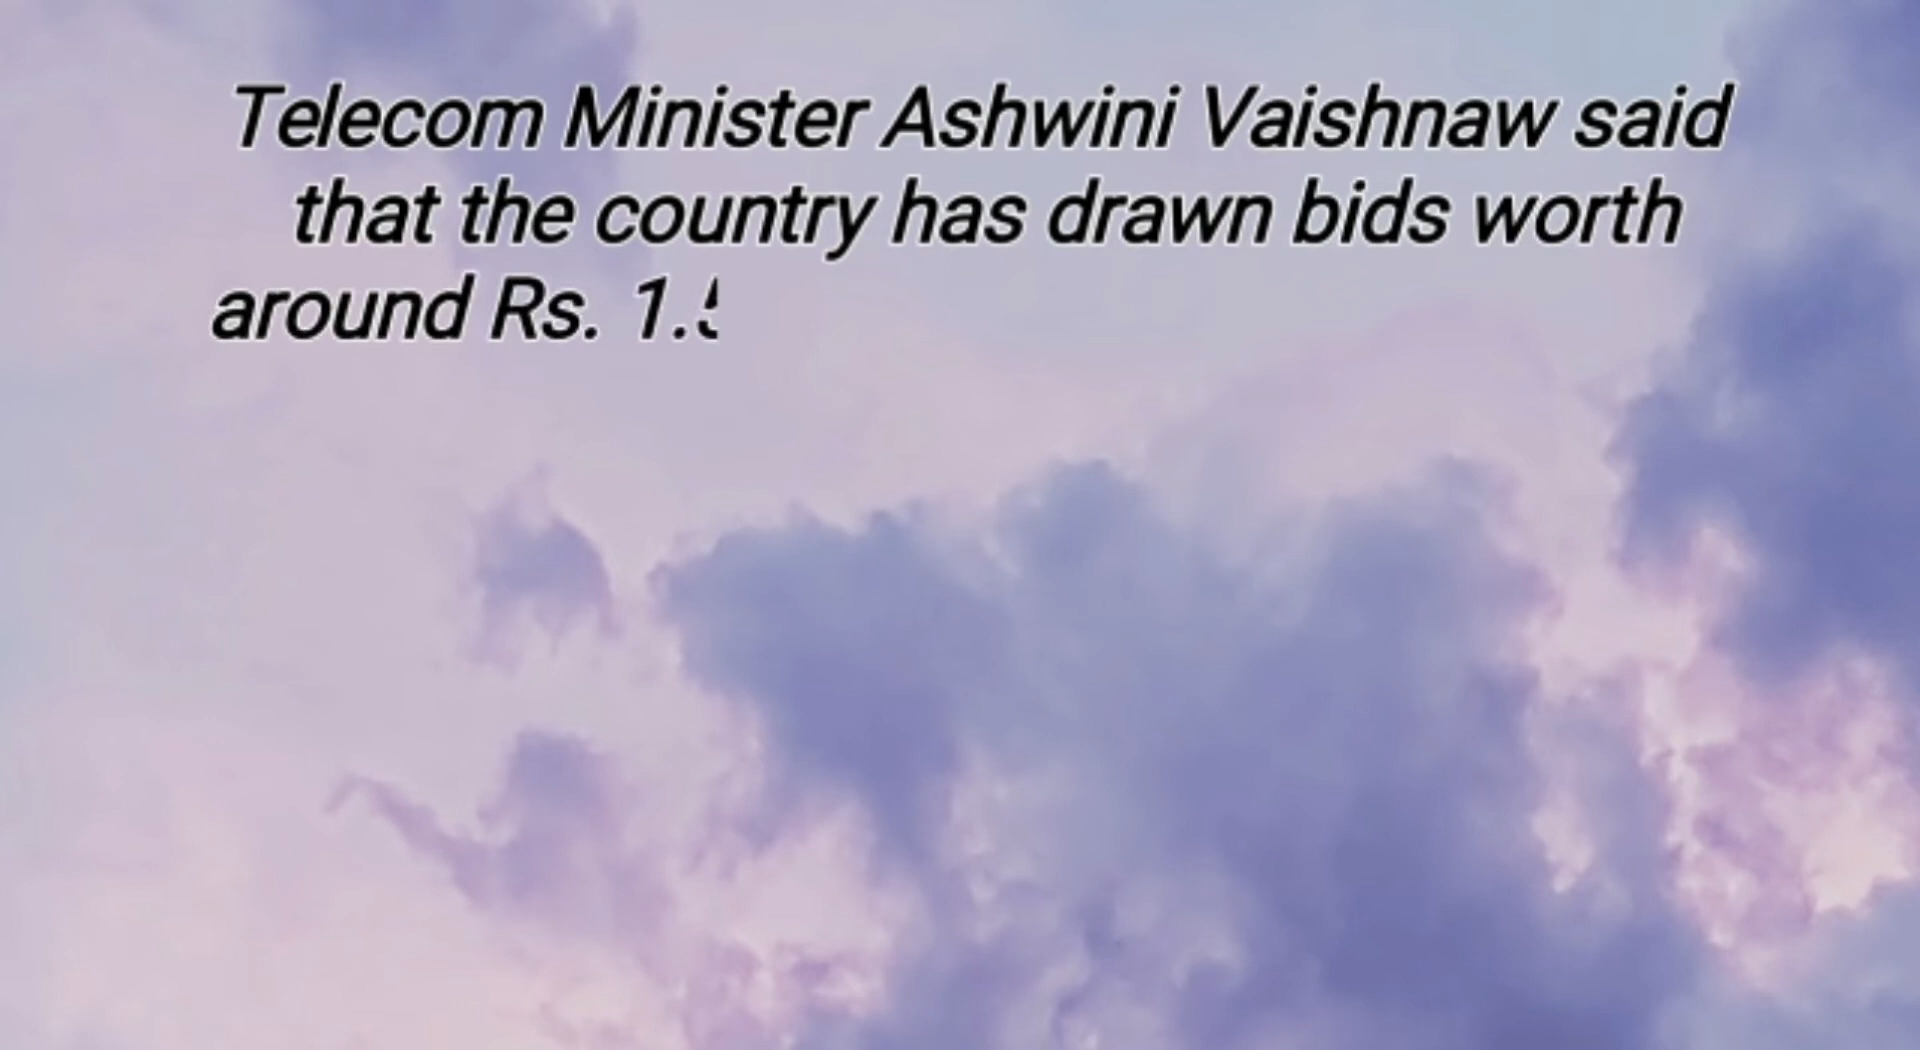 Telecom Minister Ashwini Vaishnaw said
that the country has drawn bids worth
around Rs. 1.